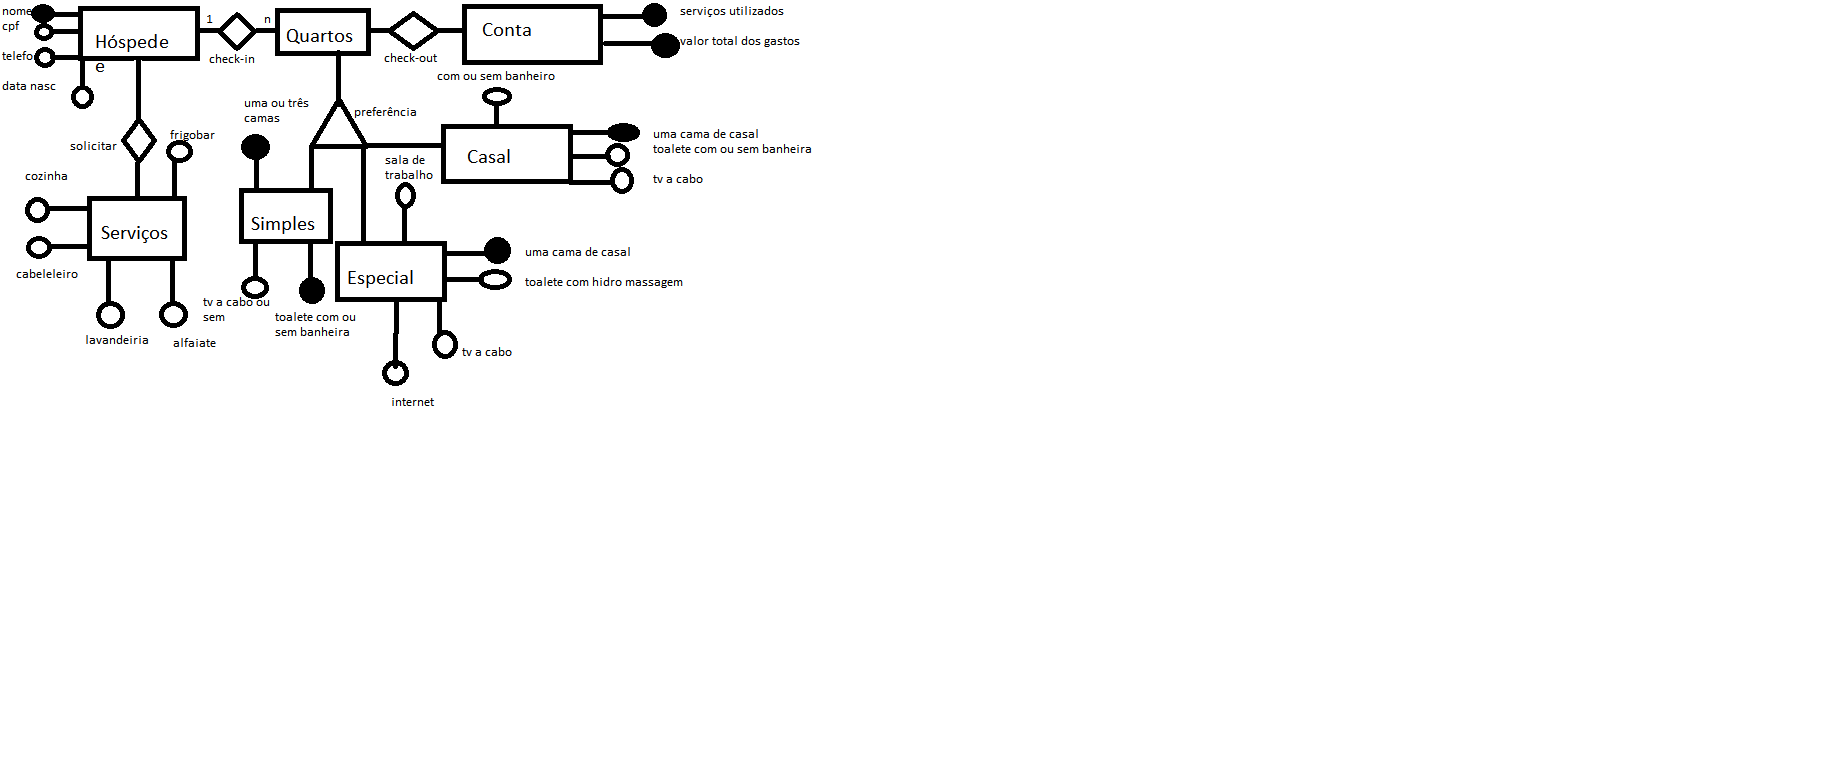 nome
cpf
telefo
data nasc
Hóspede
e
1
n
check-in
Quartos
check-out
Conta
serviços utilizados
valor total dos gastos
com ou sem banheiro
uma ou três
camas
preferência
solicitar
frigobar
cozinha
sala de
trabalho
Casal
uma cama de casal
toalete com ou sem banheira
tv a cabo
Serviços
Simples
cabeleleiro
Especial
uma cama de casal
toalete com hidro massagem
tv a cabo ou
sem
toalete com ou
sem banheira
lavandeiria
alfaiate
tv a cabo
internet